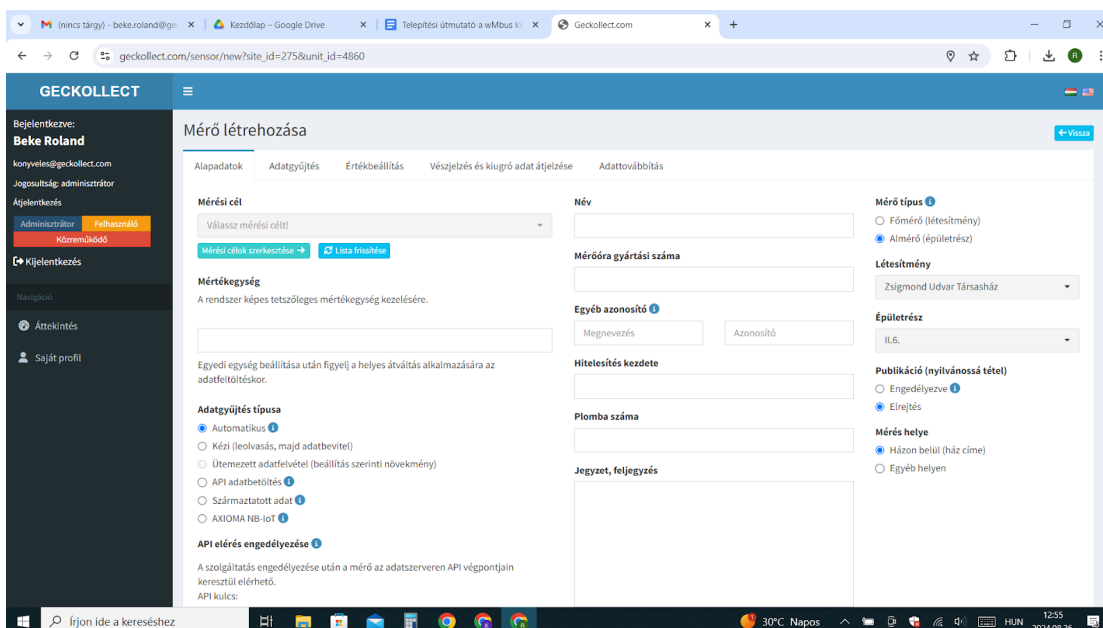 (nincs tárgy) - beke.roland@ge
Kezdőlap – Google Drive
Telepítési útmutató a wMbus k
Geckollect.com
geckollect.com/sensor/new?site_id=275&unit_id=4860
R
GECKOLLECT
Bejelentkezve:
Beke Roland
konyveles@geckollect.com
Jogosultság: adminisztrátor
Átjelentkezés
Adminisztrátor
Felhasználó
Közreműködő
Kijelentkezés
Navigáció
Áttekintés
Saját profil
Mérő létrehozása
Vissza
Alapadatok
Adatgyűjtés
Értékbeállítás
Vészjelzés és kiugró adat átjelzése
Adattovábbítás
Mérési cél
Válassz mérési célt!
Mérési célok szerkesztése
Lista frissítése
Mértékegység
A rendszer képes tetszőleges mértékegység kezelésére.
Egyedi egység beállítása után figyelj a helyes átváltás alkalmazására az
adatfeltöltéskor.
Adatgyűjtés típusa
Automatikus
Kézi (leolvasás, majd adatbevitel)
Ütemezett adatfelvétel (beállítás szerinti növekmény)
API adatbetöltés
Származtatott adat
AXIOMA NB-IoT
API elérés engedélyezése
A szolgáltatás engedélyezése után a mérő az adatszerveren API végpontjain
keresztül elérhető.
API kulcs:
Név
Mérőóra gyártási száma
Egyéb azonosító
Megnevezés
Azonosító
Hitelesítés kezdete
Plomba száma
Jegyzet, feljegyzés
Mérő típus
Főmérő (létesítmény)
Almérő (épületrész)
Létesítmény
Zsigmond Udvar Társasház
Épületrész
II.6.
Publikáció (nyilvánossá tétel)
Engedélyezve
Elrejtés
Mérés helye
Házon belül (ház címe)
Egyéb helyen
Írjon ide a kereséshez
30°C Napos
HUN
12:55
2024.08.26.